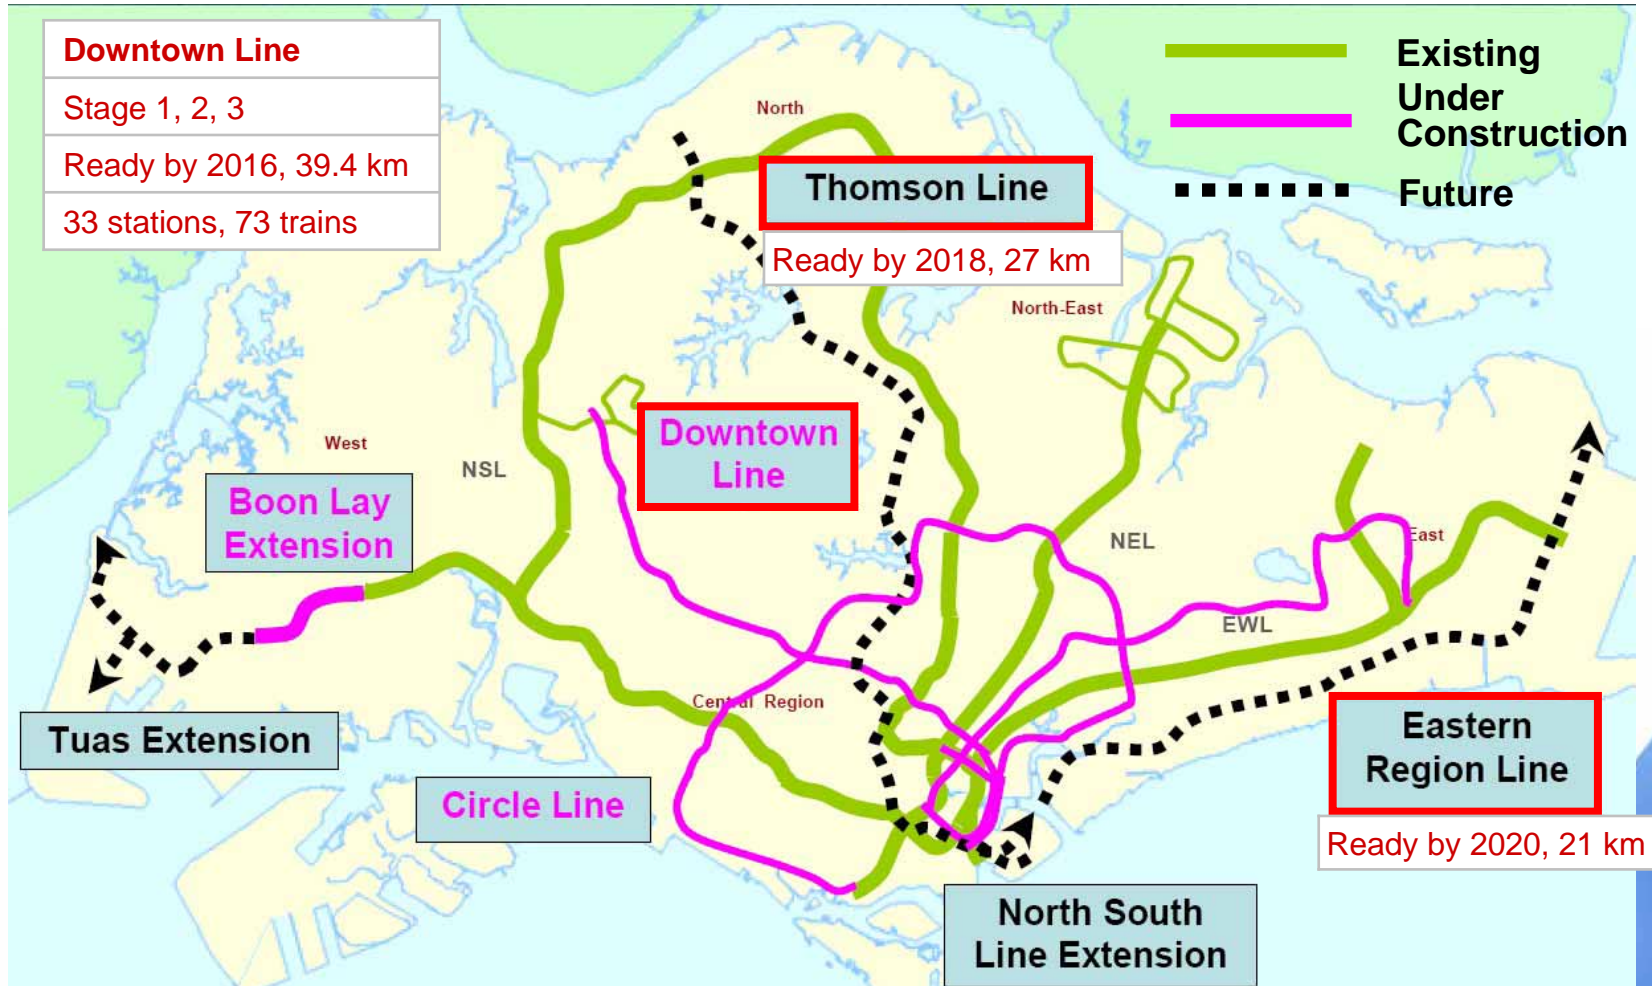 Downtown Line
Stage 1, 2, 3
Ready by 2016, 39.4 km
33 stations, 73 trains
Existing
Under
Construction
Future
North
Thomson Line
Ready by 2018, 27 km
North-East
West
NSL
Downtown
Line
Boon Lay
Extension
NEL
East
EWL
Central Region
Tuas Extension
Circle Line
Eastern
Region Line
Ready by 2020, 21 km
North South
Line Extension